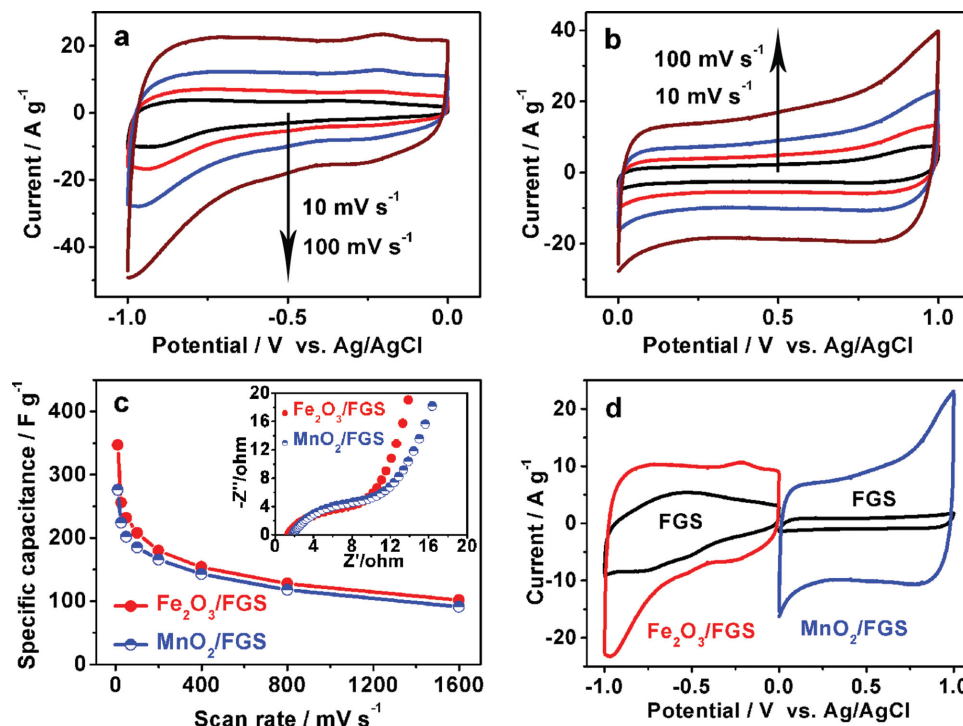 a
20
0
-20
-40
Current / A g⁻¹
10 mV s⁻¹
100 mV s⁻¹
-1.0
-0.5
0.0
Potential / V vs. Ag/AgCl
b
40
20
0
-20
Current / A g⁻¹
100 mV s⁻¹
10 mV s⁻¹
0.0
0.5
1.0
Potential / V vs. Ag/AgCl
c
400
300
200
100
0
Specific capacitance / F g⁻¹
Fe₂O₃/FGS
MnO₂/FGS
0
400
800
1200
1600
Scan rate / mV s⁻¹
20
16
12
8
4
0
-Z''/ohm
Fe₂O₃/FGS
MnO₂/FGS
4
8
12
16
20
Z'/ohm
d
20
10
0
-10
-20
Current / A g⁻¹
FGS
FGS
Fe₂O₃/FGS
MnO₂/FGS
-1.0
-0.5
0.0
0.5
1.0
Potential / V vs. Ag/AgCl